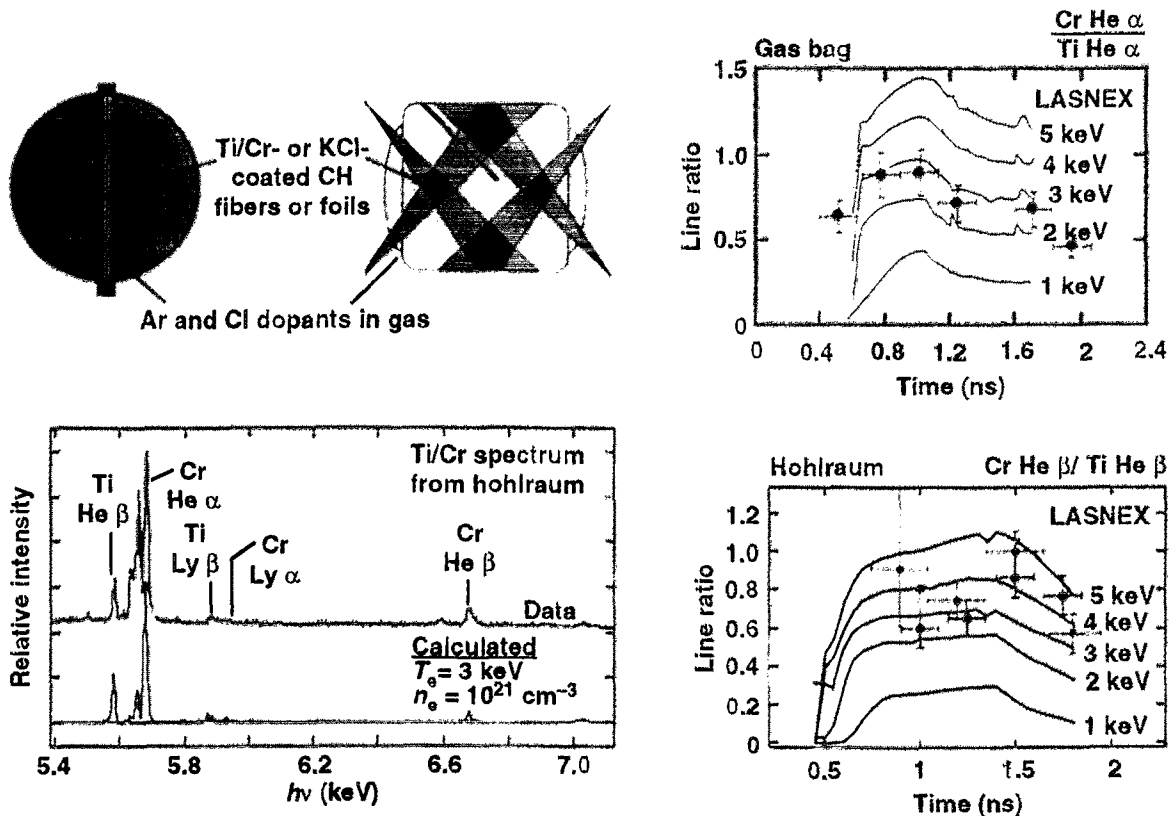 Ti/Cr- or KCl-
coated CH
fibers or foils
Ar and Cl dopants in gas
Gas bag
Cr He α
Ti He α
LASNEX
5 keV
4 keV
3 keV
2 keV
1 keV
Line ratio
1.5
1.0
0.5
0
0 0.4 0.8 1.2 1.6 2 2.4
Time (ns)
Ti/Cr spectrum
from hohlraum
Ti
He β
Cr
He α
Ti
Ly β
Cr
Ly α
Cr
He β
Data
Calculated
Te = 3 keV
ne = 10²¹ cm⁻³
Relative intensity
5.4 5.8 6.2 6.6 7.0
hν (keV)
Hohlraum
Cr He β/ Ti He β
LASNEX
5 keV
4 keV
3 keV
2 keV
1 keV
Line ratio
1.2
1.0
0.8
0.6
0.4
0.2
0
0.5 1 1.5 2
Time (ns)